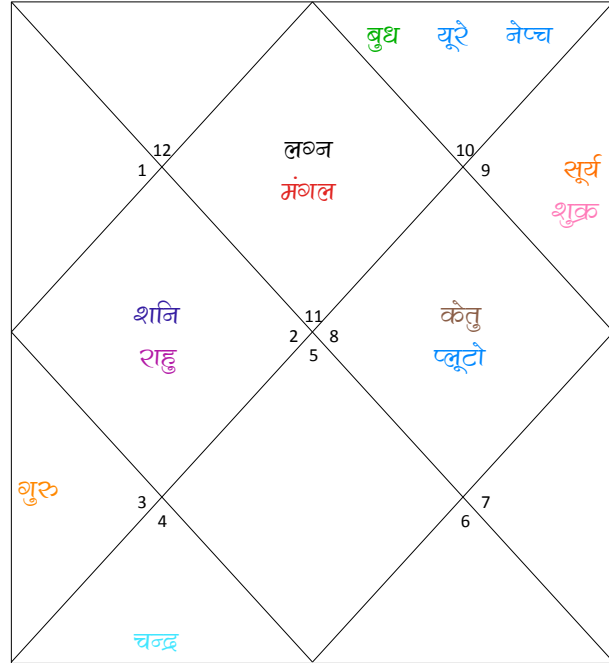 बुध यूरे नेप्च
12 लग्न 10
1 मंगल 9 सूर्य
शुक्र
शनि 11 केतु
राहु 2 8 प्लूटो
5
गुरु 3 7
4 6
चन्द्र